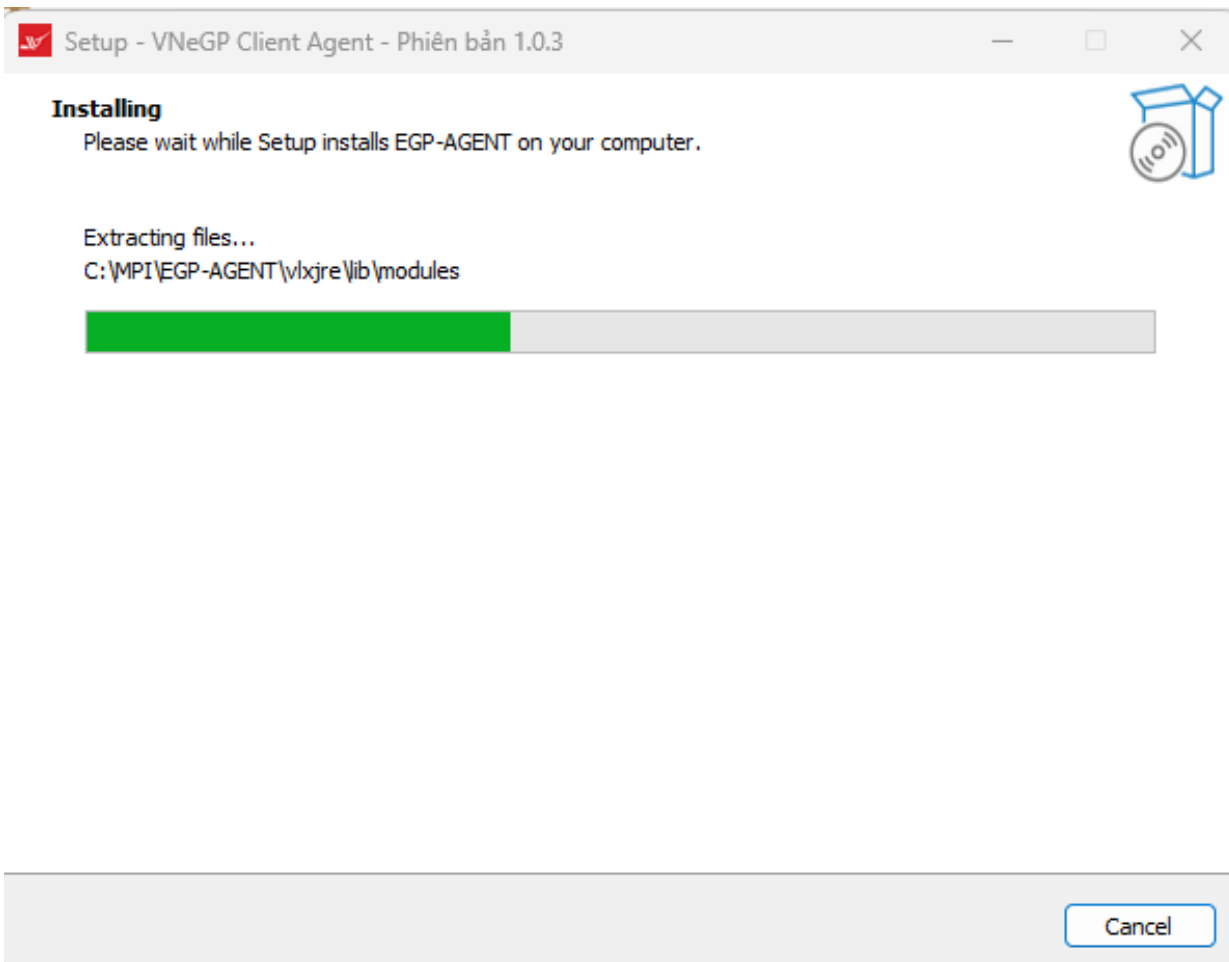 Setup - VNeGP Client Agent - Phiên bản 1.0.3
Installing
Please wait while Setup installs EGP-AGENT on your computer.
Extracting files...
C:\MPI\EGP-AGENT\vlxjre\lib\modules
Cancel